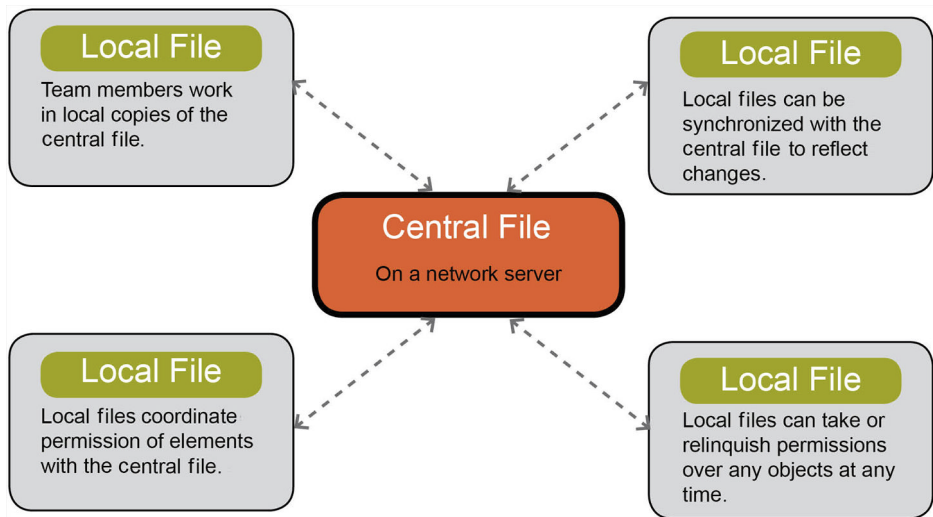 Local File
Team members work
in local copies of the
central file.
Local File
Local files can be
synchronized with the
central file to reflect
changes.
Central File
On a network server
Local File
Local files coordinate
permission of elements
with the central file.
Local File
Local files can take or
relinquish permissions
over any objects at any
time.